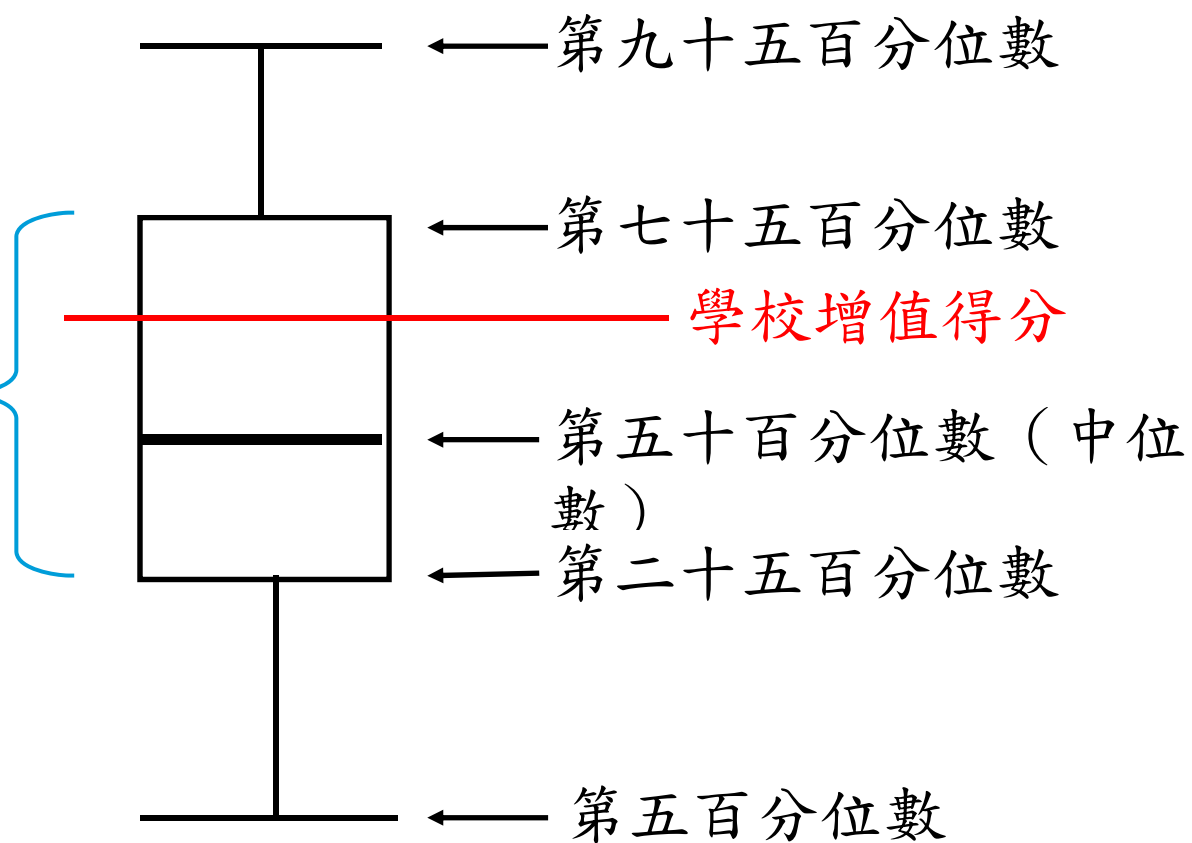 第九十五百分位數
第七十五百分位數
學校增值得分
第五十百分位數（中位
數）
第二十五百分位數
第五百分位數